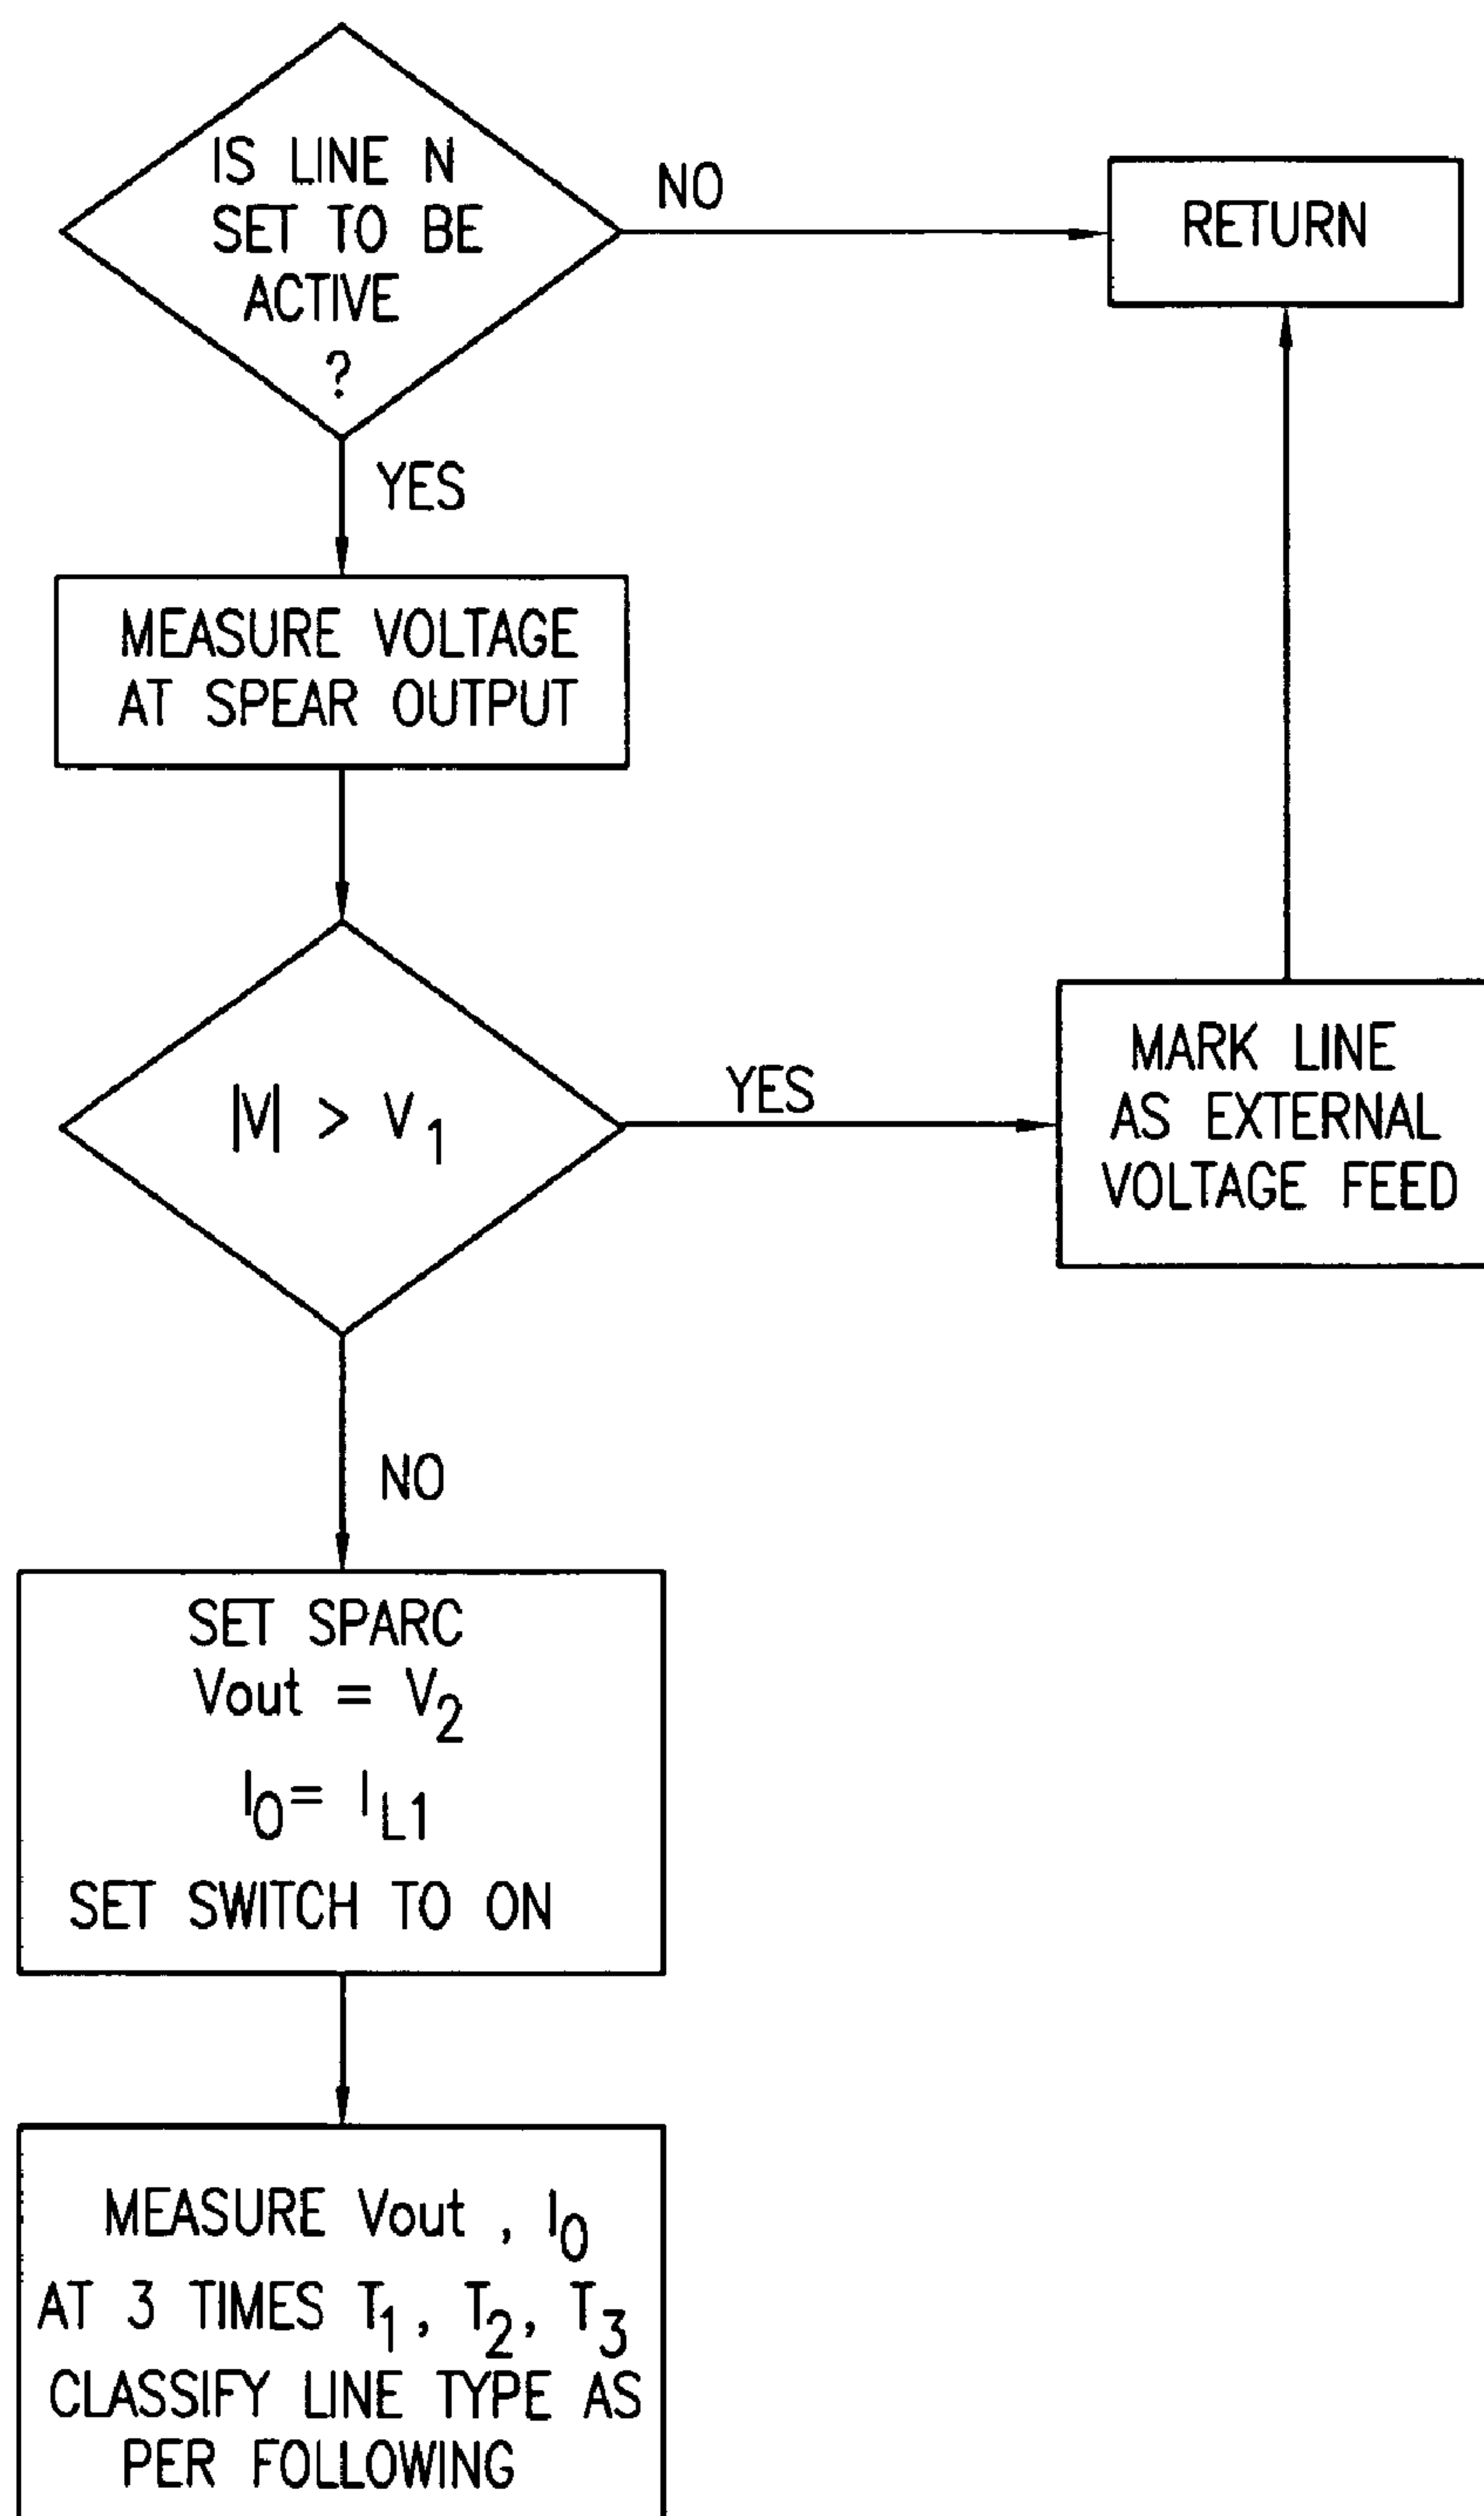 IS LINE N
SET TO BE
ACTIVE
?
NO
RETURN
YES
MEASURE VOLTAGE
AT SPEAR OUTPUT
|V| > V₁
YES
MARK LINE
AS EXTERNAL
VOLTAGE FEED
NO
SET SPARC
Vout = V₂
I₀ = I_L1
SET SWITCH TO ON
MEASURE Vout , I₀
AT 3 TIMES T₁, T₂, T₃
CLASSIFY LINE TYPE AS
PER FOLLOWING